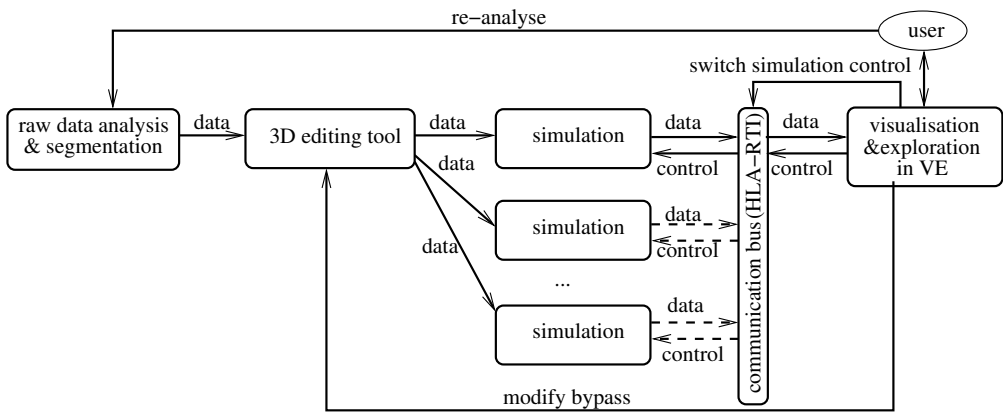 re-analyse
user
switch simulation control
raw data analysis
& segmentation
data
3D editing tool
data
simulation
data
control
communication bus (HLA-RTI)
data
control
visualisation
&exploration
in VE
data
simulation
data
control
data
...
simulation
data
control
modify bypass